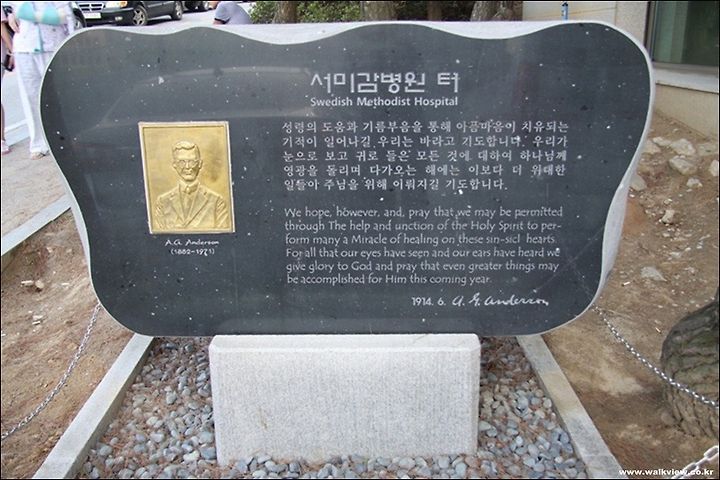 서미감병원 터
Swedish Methodist Hospital
성령의 도움과 기름부음을 통해 아픔마음이 치유되는
기적이 일어나길 우리는 바라고 기도합니다. 우리가
눈으로 보고 귀로 들은 모든 것에 대하여 하나님께
영광을 돌리며 다가오는 해에는 이보다 더 위대한
일들이 주님을 위해 이뤄지길 기도합니다.
We hope, however, and, pray that we may be permitted
through The help and unction of the Holy Spirit to per-
form many a Miracle of healing on these sin-sicl hearts.
For all that our eyes have seen and our ears have heard we
give glory to God and pray that even greater things may
be accomplished for Him this coming year.
1914. 6. A. G. Anderson
A.G. Anderson
(1882-1971)
www.walkview.co.kr